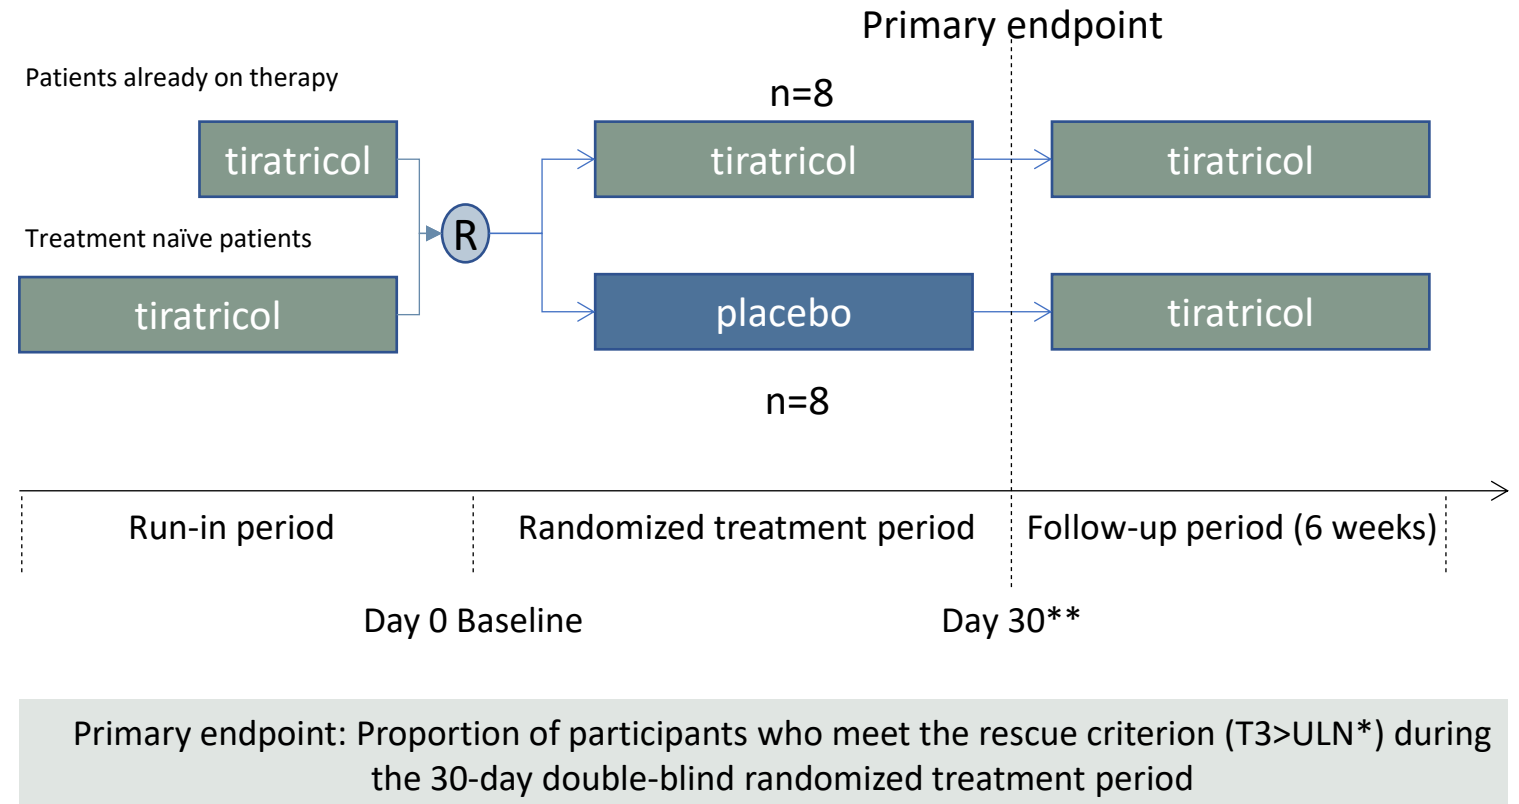 Primary endpoint
Patients already on therapy
n=8
tiratricol
tiratricol
tiratricol
R
Treatment naïve patients
tiratricol
placebo
tiratricol
n=8
Run-in period
Randomized treatment period
Follow-up period (6 weeks)
Day 0 Baseline
Day 30**
Primary endpoint: Proportion of participants who meet the rescue criterion (T3>ULN*) during
the 30-day double-blind randomized treatment period